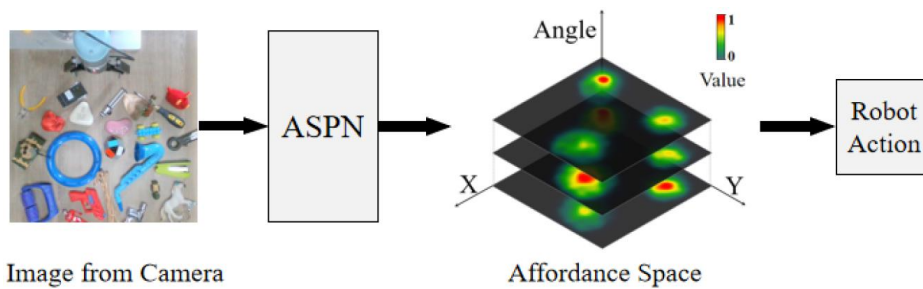 Angle
1
0
Value
ASPN
Robot
Action
X
Y
Image from Camera
Affordance Space